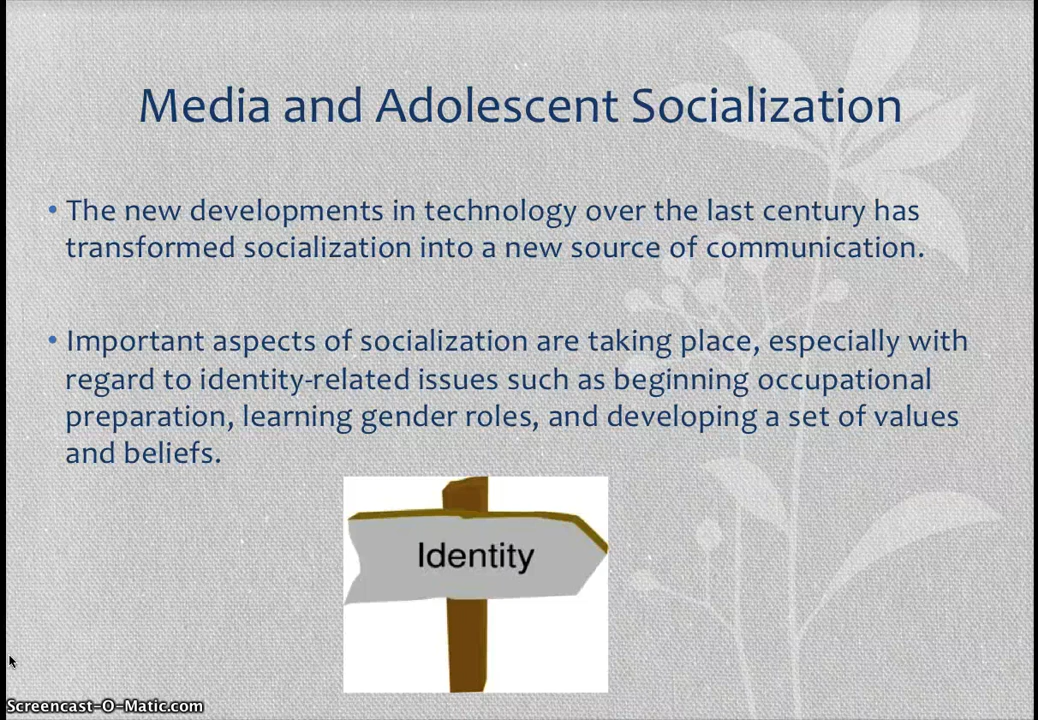 Media and Adolescent Socialization
• The new developments in technology over the last century has
transformed socialization into a new source of communication.
• Important aspects of socialization are taking place, especially with
regard to identity-related issues such as beginning occupational
preparation, learning gender roles, and developing a set of values
and beliefs.
Identity
Screencast-O-Matic.com